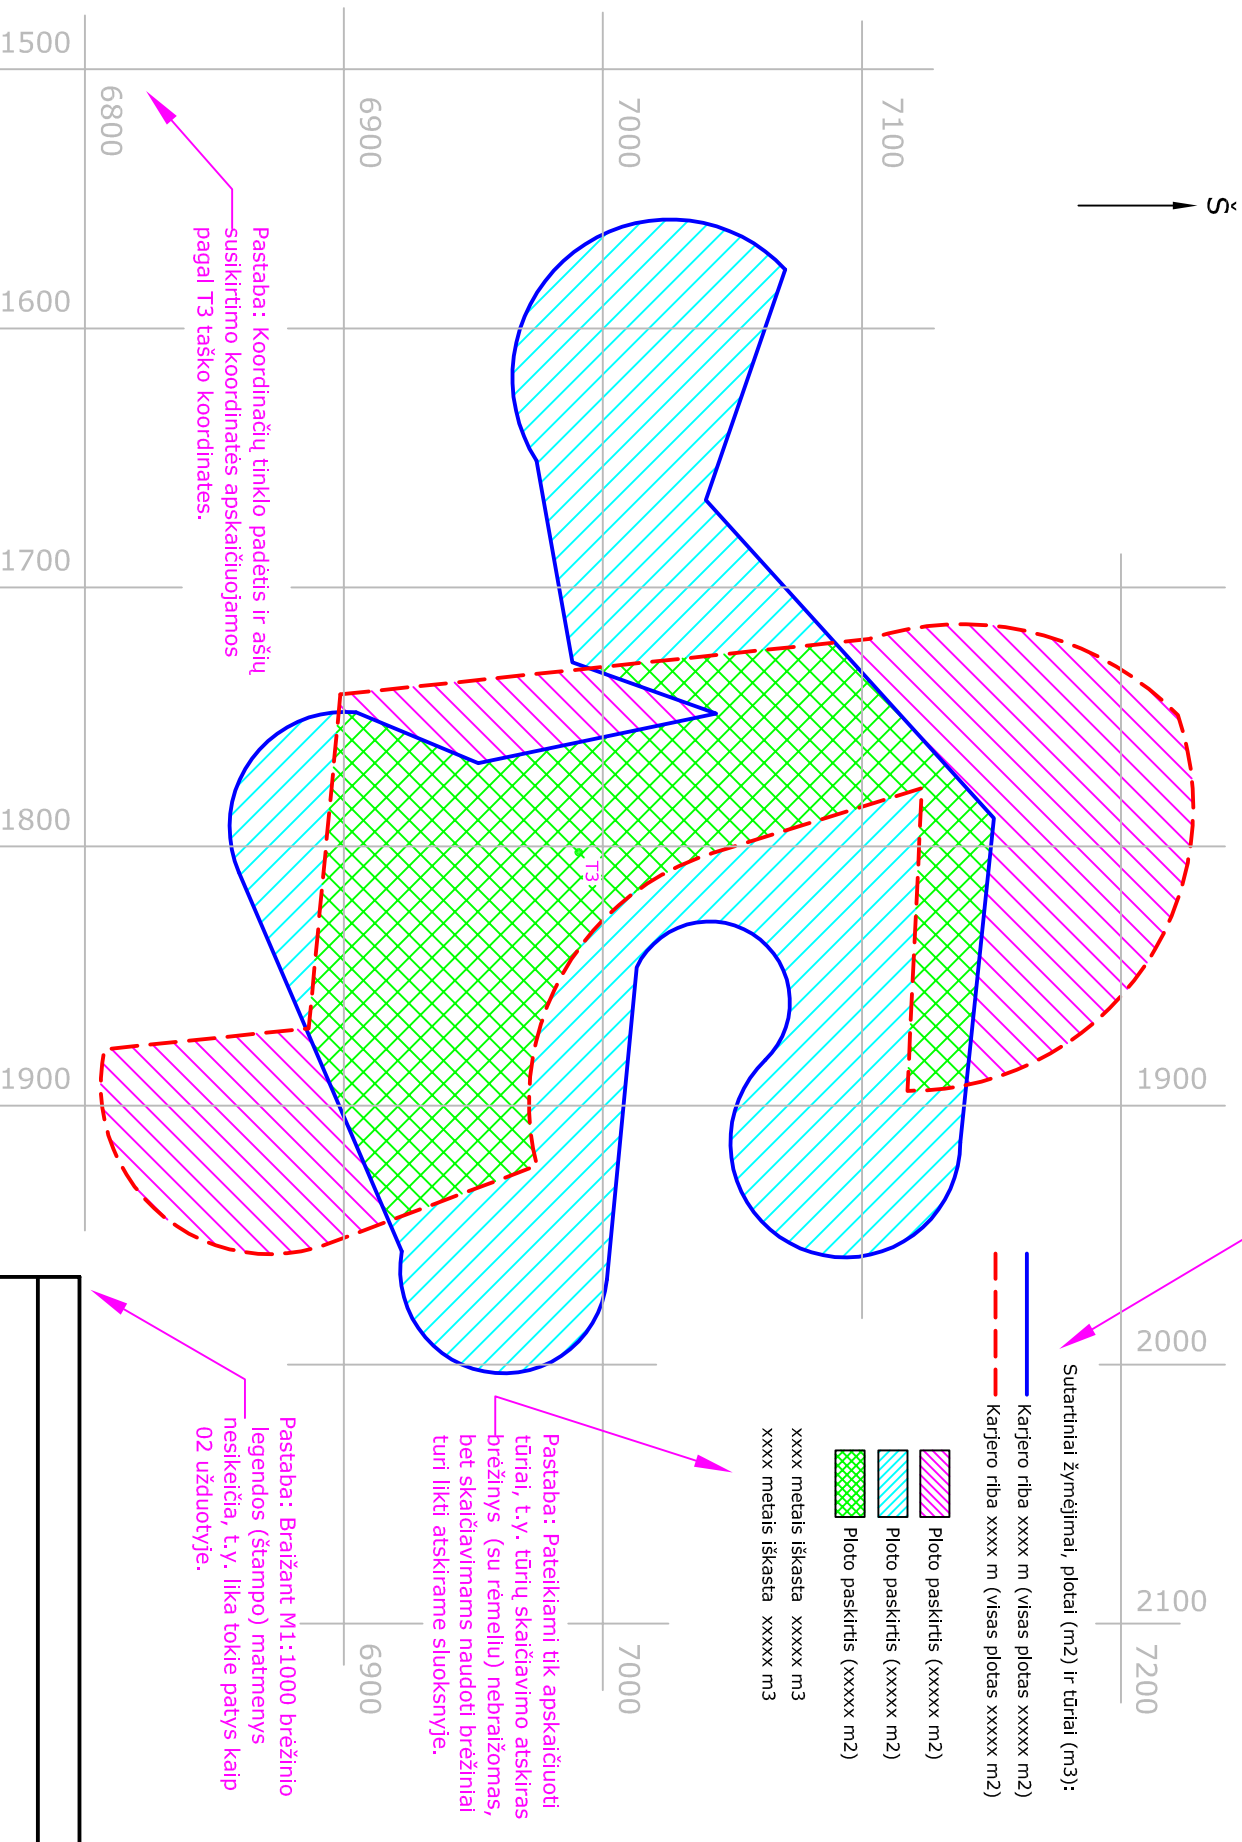 Š
1500
1600
1700
1800
1900
6800
6900
7000
7100
1900
2000
2100
6900
7000
7200
T3
Pastaba: Koordinačių tinklo padėtis ir ašių
susikirtimo koordinatės apskaičiuojamos
pagal T3 taško koordinates.
Sutartiniai žymėjimai, plotai (m2) ir tūriai (m3):
Karjero riba xxxx m (visas plotas xxxxx m2)
Karjero riba xxxx m (visas plotas xxxxx m2)
Ploto paskirtis (xxxxx m2)
Ploto paskirtis (xxxxx m2)
Ploto paskirtis (xxxxx m2)
xxxx metais iškasta xxxxx m3
xxxx metais iškasta xxxxx m3
Pastaba: Pateikiami tik apskaičiuoti
tūriai, t.y. tūrių skaičiavimo atskiras
brėžinys (su rėmeliu) nebraižomas,
bet skaičiavimams naudoti brėžiniai
turi likti atskirame sluoksnyje.
Pastaba: Braižant M1:1000 brėžinio
legendos (štampo) matmenys
nesikeičia, t.y. lika tokie patys kaip
02 užduotyje.